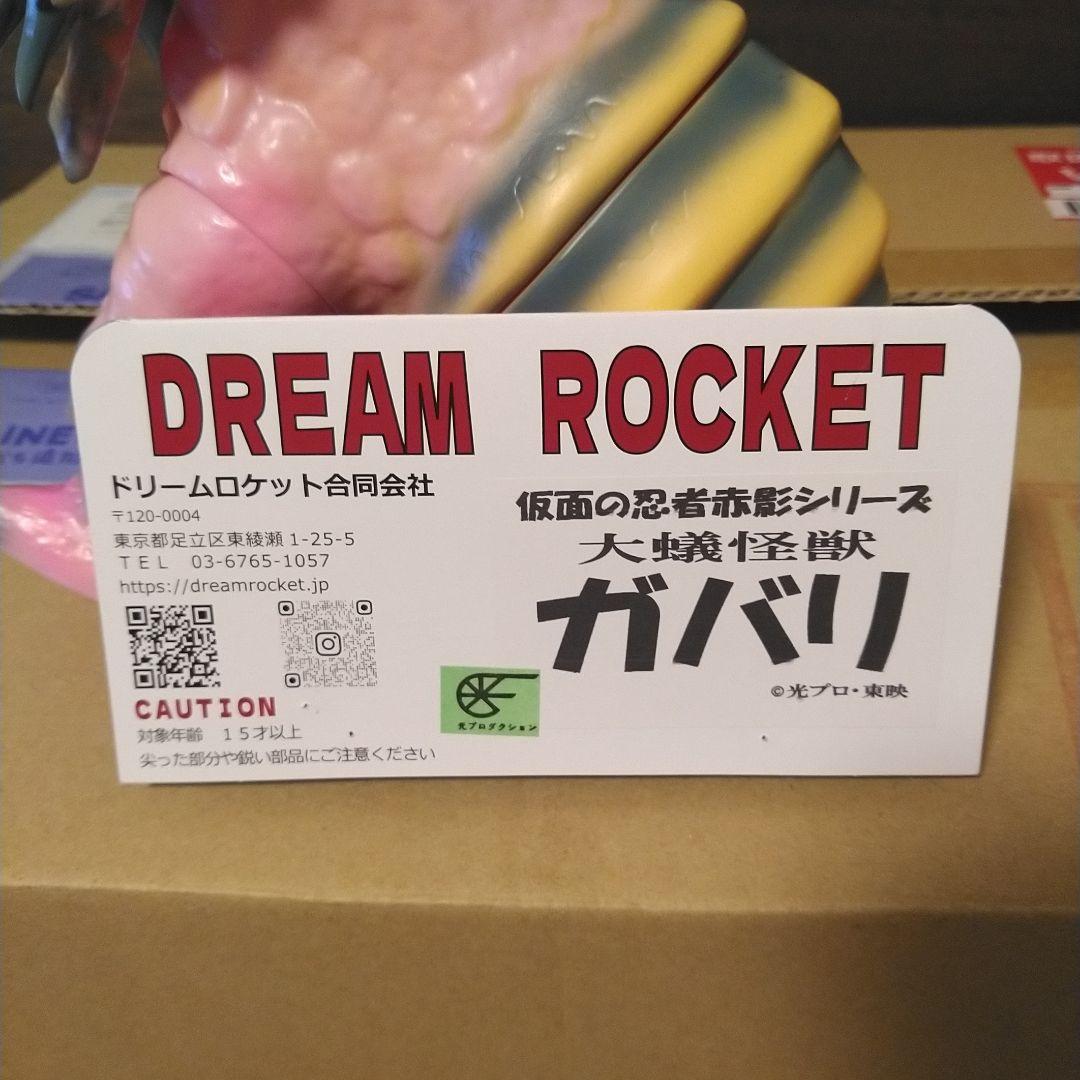 DREAM ROCKET
ドリームロケット合同会社
〒120-0004
東京都足立区東綾瀬1-25-5
TEL 03-6765-1057
https://dreamrocket.jp
CAUTION
対象年齢 15才以上
尖った部分や鋭い部品にご注意ください
仮面の忍者赤影シリーズ
大蟻怪獣
ガバリ
©光プロ・東映
光プロダクション